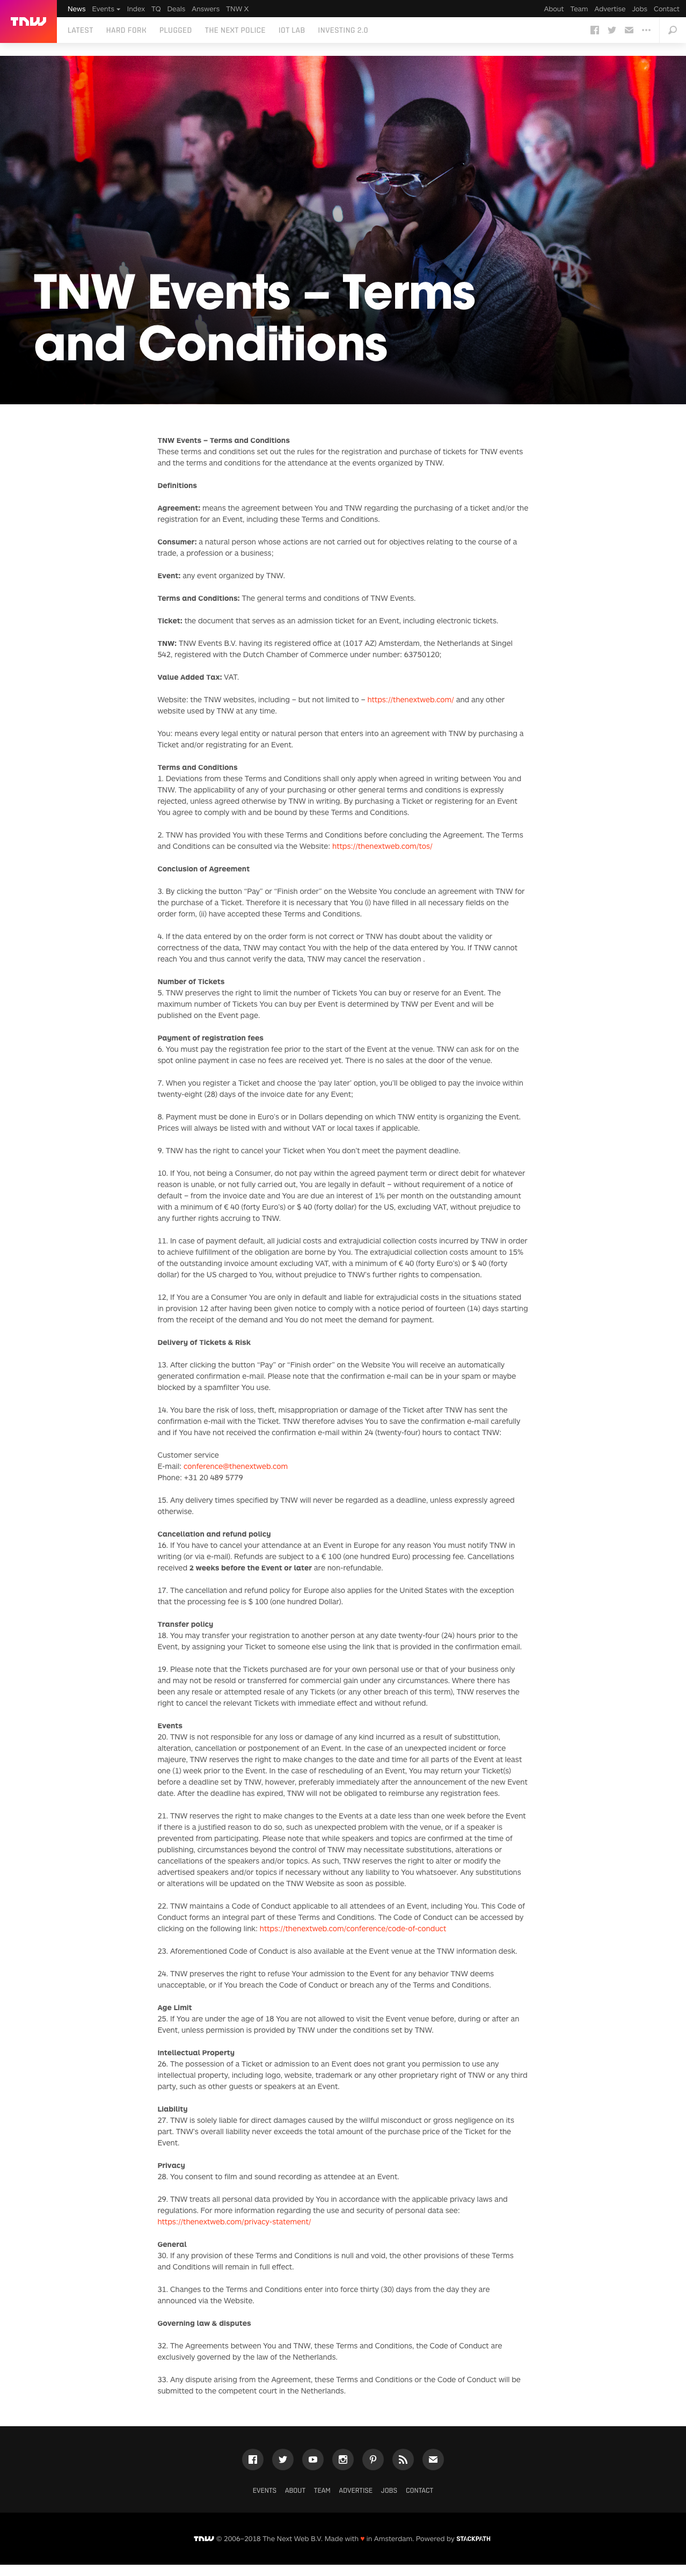 TNW
News Events Index TQ Deals Answers TNW X
About Team Advertise Jobs Contact
LATEST HARD FORK PLUGGED THE NEXT POLICE IOT LAB INVESTING 2.0
TNW Events – Terms
and Conditions
TNW Events – Terms and Conditions
These terms and conditions set out the rules for the registration and purchase of tickets for TNW events
and the terms and conditions for the attendance at the events organized by TNW.
Definitions
Agreement: means the agreement between You and TNW regarding the purchasing of a ticket and/or the
registration for an Event, including these Terms and Conditions.
Consumer: a natural person whose actions are not carried out for objectives relating to the course of a
trade, a profession or a business;
Event: any event organized by TNW.
Terms and Conditions: The general terms and conditions of TNW Events.
Ticket: the document that serves as an admission ticket for an Event, including electronic tickets.
TNW: TNW Events B.V. having its registered office at (1017 AZ) Amsterdam, the Netherlands at Singel
542, registered with the Dutch Chamber of Commerce under number: 63750120;
Value Added Tax: VAT.
Website: the TNW websites, including – but not limited to – https://thenextweb.com/ and any other
website used by TNW at any time.
You: means every legal entity or natural person that enters into an agreement with TNW by purchasing a
Ticket and/or registrating for an Event.
Terms and Conditions
1. Deviations from these Terms and Conditions shall only apply when agreed in writing between You and
TNW. The applicability of any of your purchasing or other general terms and conditions is expressly
rejected, unless agreed otherwise by TNW in writing. By purchasing a Ticket or registering for an Event
You agree to comply with and be bound by these Terms and Conditions.
2. TNW has provided You with these Terms and Conditions before concluding the Agreement. The Terms
and Conditions can be consulted via the Website: https://thenextweb.com/tos/
Conclusion of Agreement
3. By clicking the button “Pay” or “Finish order” on the Website You conclude an agreement with TNW for
the purchase of a Ticket. Therefore it is necessary that You (i) have filled in all necessary fields on the
order form, (ii) have accepted these Terms and Conditions.
4. If the data entered by on the order form is not correct or TNW has doubt about the validity or
correctness of the data, TNW may contact You with the help of the data entered by You. If TNW cannot
reach You and thus cannot verify the data, TNW may cancel the reservation .
Number of Tickets
5. TNW preserves the right to limit the number of Tickets You can buy or reserve for an Event. The
maximum number of Tickets You can buy per Event is determined by TNW per Event and will be
published on the Event page.
Payment of registration fees
6. You must pay the registration fee prior to the start of the Event at the venue. TNW can ask for on the
spot online payment in case no fees are received yet. There is no sales at the door of the venue.
7. When you register a Ticket and choose the ‘pay later’ option, you’ll be obliged to pay the invoice within
twenty-eight (28) days of the invoice date for any Event;
8. Payment must be done in Euro’s or in Dollars depending on which TNW entity is organizing the Event.
Prices will always be listed with and without VAT or local taxes if applicable.
9. TNW has the right to cancel your Ticket when You don’t meet the payment deadline.
10. If You, not being a Consumer, do not pay within the agreed payment term or direct debit for whatever
reason is unable, or not fully carried out, You are legally in default – without requirement of a notice of
default – from the invoice date and You are due an interest of 1% per month on the outstanding amount
with a minimum of € 40 (forty Euro’s) or $ 40 (forty dollar) for the US, excluding VAT, without prejudice to
any further rights accruing to TNW.
11. In case of payment default, all judicial costs and extrajudicial collection costs incurred by TNW in order
to achieve fulfillment of the obligation are borne by You. The extrajudicial collection costs amount to 15%
of the outstanding invoice amount excluding VAT, with a minimum of € 40 (forty Euro’s) or $ 40 (forty
dollar) for the US charged to You, without prejudice to TNW’s further rights to compensation.
12, If You are a Consumer You are only in default and liable for extrajudicial costs in the situations stated
in provision 12 after having been given notice to comply with a notice period of fourteen (14) days starting
from the receipt of the demand and You do not meet the demand for payment.
Delivery of Tickets & Risk
13. After clicking the button “Pay” or “Finish order” on the Website You will receive an automatically
generated confirmation e-mail. Please note that the confirmation e-mail can be in your spam or maybe
blocked by a spamfilter You use.
14. You bare the risk of loss, theft, misappropriation or damage of the Ticket after TNW has sent the
confirmation e-mail with the Ticket. TNW therefore advises You to save the confirmation e-mail carefully
and if You have not received the confirmation e-mail within 24 (twenty-four) hours to contact TNW:
Customer service
E-mail: conference@thenextweb.com
Phone: +31 20 489 5779
15. Any delivery times specified by TNW will never be regarded as a deadline, unless expressly agreed
otherwise.
Cancellation and refund policy
16. If You have to cancel your attendance at an Event in Europe for any reason You must notify TNW in
writing (or via e-mail). Refunds are subject to a € 100 (one hundred Euro) processing fee. Cancellations
received 2 weeks before the Event or later are non-refundable.
17. The cancellation and refund policy for Europe also applies for the United States with the exception
that the processing fee is $ 100 (one hundred Dollar).
Transfer policy
18. You may transfer your registration to another person at any date twenty-four (24) hours prior to the
Event, by assigning your Ticket to someone else using the link that is provided in the confirmation email.
19. Please note that the Tickets purchased are for your own personal use or that of your business only
and may not be resold or transferred for commercial gain under any circumstances. Where there has
been any resale or attempted resale of any Tickets (or any other breach of this term), TNW reserves the
right to cancel the relevant Tickets with immediate effect and without refund.
Events
20. TNW is not responsible for any loss or damage of any kind incurred as a result of substittution,
alteration, cancellation or postponement of an Event. In the case of an unexpected incident or force
majeure, TNW reserves the right to make changes to the date and time for all parts of the Event at least
one (1) week prior to the Event. In the case of rescheduling of an Event, You may return your Ticket(s)
before a deadline set by TNW, however, preferably immediately after the announcement of the new Event
date. After the deadline has expired, TNW will not be obligated to reimburse any registration fees.
21. TNW reserves the right to make changes to the Events at a date less than one week before the Event
if there is a justified reason to do so, such as unexpected problem with the venue, or if a speaker is
prevented from participating. Please note that while speakers and topics are confirmed at the time of
publishing, circumstances beyond the control of TNW may necessitate substitutions, alterations or
cancellations of the speakers and/or topics. As such, TNW reserves the right to alter or modify the
advertised speakers and/or topics if necessary without any liability to You whatsoever. Any substitutions
or alterations will be updated on the TNW Website as soon as possible.
22. TNW maintains a Code of Conduct applicable to all attendees of an Event, including You. This Code of
Conduct forms an integral part of these Terms and Conditions. The Code of Conduct can be accessed by
clicking on the following link: https://thenextweb.com/conference/code-of-conduct
23. Aforementioned Code of Conduct is also available at the Event venue at the TNW information desk.
24. TNW preserves the right to refuse Your admission to the Event for any behavior TNW deems
unacceptable, or if You breach the Code of Conduct or breach any of the Terms and Conditions.
Age Limit
25. If You are under the age of 18 You are not allowed to visit the Event venue before, during or after an
Event, unless permission is provided by TNW under the conditions set by TNW.
Intellectual Property
26. The possession of a Ticket or admission to an Event does not grant you permission to use any
intellectual property, including logo, website, trademark or any other proprietary right of TNW or any third
party, such as other guests or speakers at an Event.
Liability
27. TNW is solely liable for direct damages caused by the willful misconduct or gross negligence on its
part. TNW’s overall liability never exceeds the total amount of the purchase price of the Ticket for the
Event.
Privacy
28. You consent to film and sound recording as attendee at an Event.
29. TNW treats all personal data provided by You in accordance with the applicable privacy laws and
regulations. For more information regarding the use and security of personal data see:
https://thenextweb.com/privacy-statement/
General
30. If any provision of these Terms and Conditions is null and void, the other provisions of these Terms
and Conditions will remain in full effect.
31. Changes to the Terms and Conditions enter into force thirty (30) days from the day they are
announced via the Website.
Governing law & disputes
32. The Agreements between You and TNW, these Terms and Conditions, the Code of Conduct are
exclusively governed by the law of the Netherlands.
33. Any dispute arising from the Agreement, these Terms and Conditions or the Code of Conduct will be
submitted to the competent court in the Netherlands.
EVENTS ABOUT TEAM ADVERTISE JOBS CONTACT
TNW © 2006–2018 The Next Web B.V. Made with ♥ in Amsterdam. Powered by STACKPATH